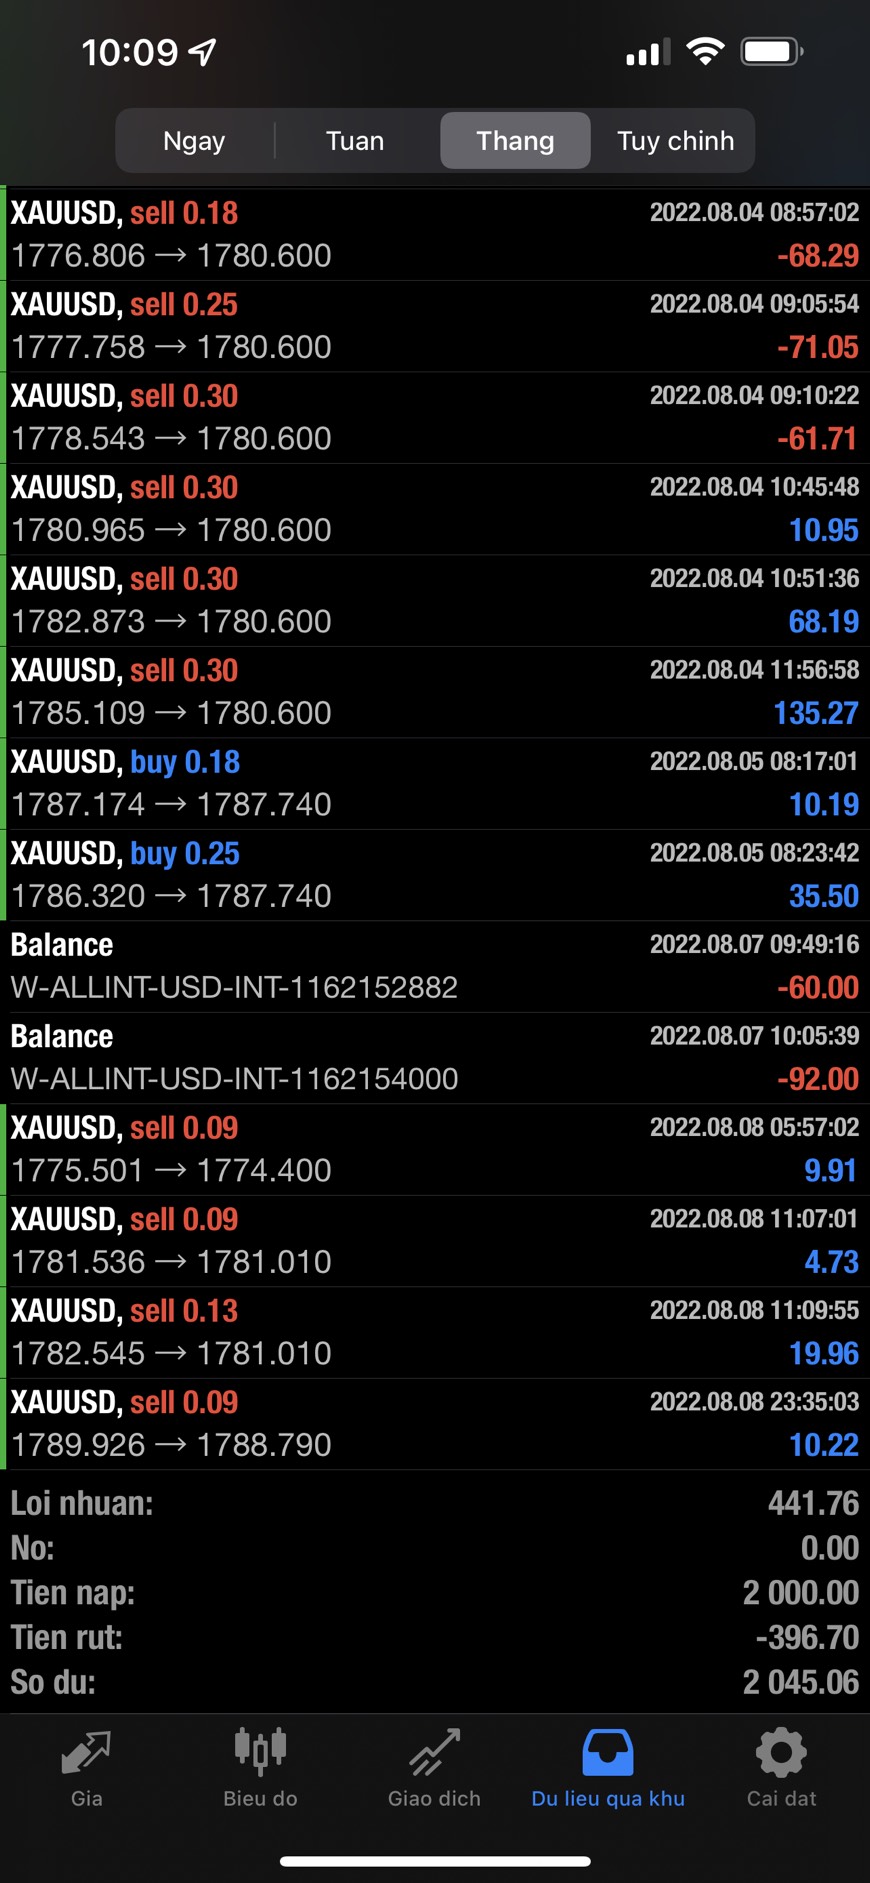 10:09
Ngay Tuan Thang Tuy chinh
XAUUSD, sell 0.18 2022.08.04 08:57:02
1776.806 → 1780.600 -68.29
XAUUSD, sell 0.25 2022.08.04 09:05:54
1777.758 → 1780.600 -71.05
XAUUSD, sell 0.30 2022.08.04 09:10:22
1778.543 → 1780.600 -61.71
XAUUSD, sell 0.30 2022.08.04 10:45:48
1780.965 → 1780.600 10.95
XAUUSD, sell 0.30 2022.08.04 10:51:36
1782.873 → 1780.600 68.19
XAUUSD, sell 0.30 2022.08.04 11:56:58
1785.109 → 1780.600 135.27
XAUUSD, buy 0.18 2022.08.05 08:17:01
1787.174 → 1787.740 10.19
XAUUSD, buy 0.25 2022.08.05 08:23:42
1786.320 → 1787.740 35.50
Balance 2022.08.07 09:49:16
W-ALLINT-USD-INT-1162152882 -60.00
Balance 2022.08.07 10:05:39
W-ALLINT-USD-INT-1162154000 -92.00
XAUUSD, sell 0.09 2022.08.08 05:57:02
1775.501 → 1774.400 9.91
XAUUSD, sell 0.09 2022.08.08 11:07:01
1781.536 → 1781.010 4.73
XAUUSD, sell 0.13 2022.08.08 11:09:55
1782.545 → 1781.010 19.96
XAUUSD, sell 0.09 2022.08.08 23:35:03
1789.926 → 1788.790 10.22
Loi nhuan: 441.76
No: 0.00
Tien nap: 2 000.00
Tien rut: -396.70
So du: 2 045.06
Gia Bieu do Giao dich Du lieu qua khu Cai dat